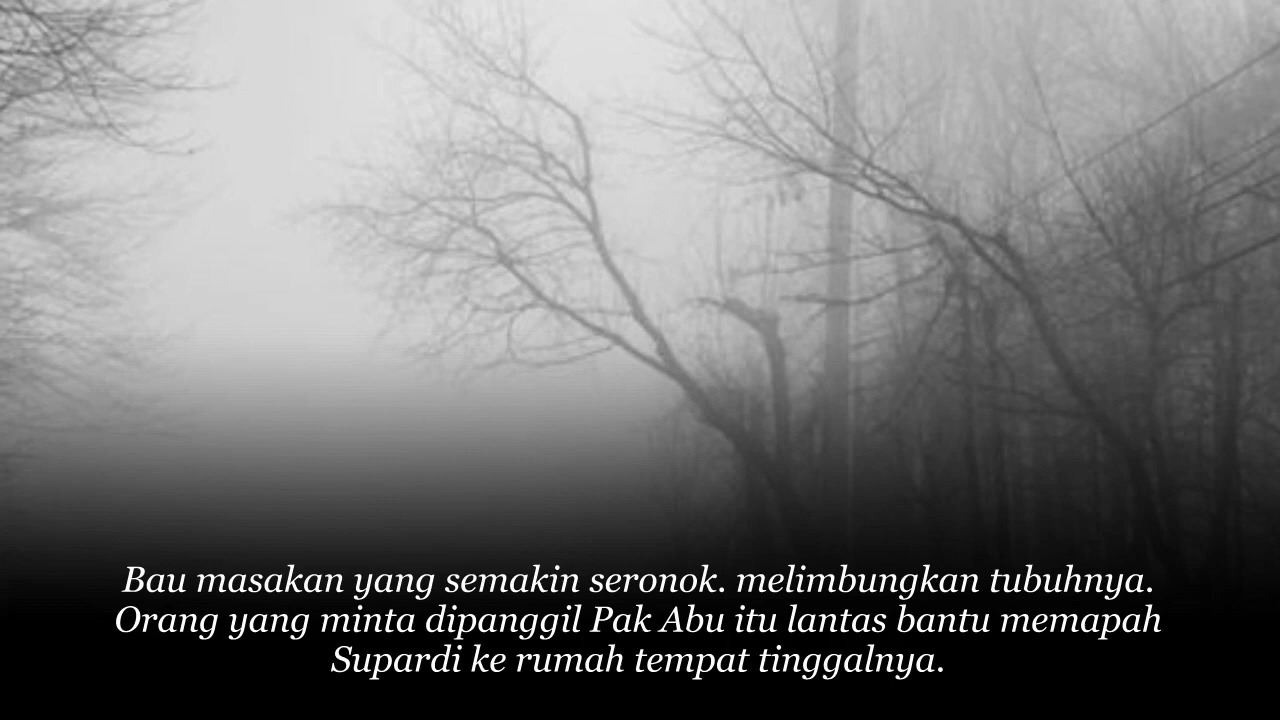 Bau masakan yang semakin seronok. melimbungkan tubuhnya.
Orang yang minta dipanggil Pak Abu itu lantas bantu memapah
Supardi ke rumah tempat tinggalnya.